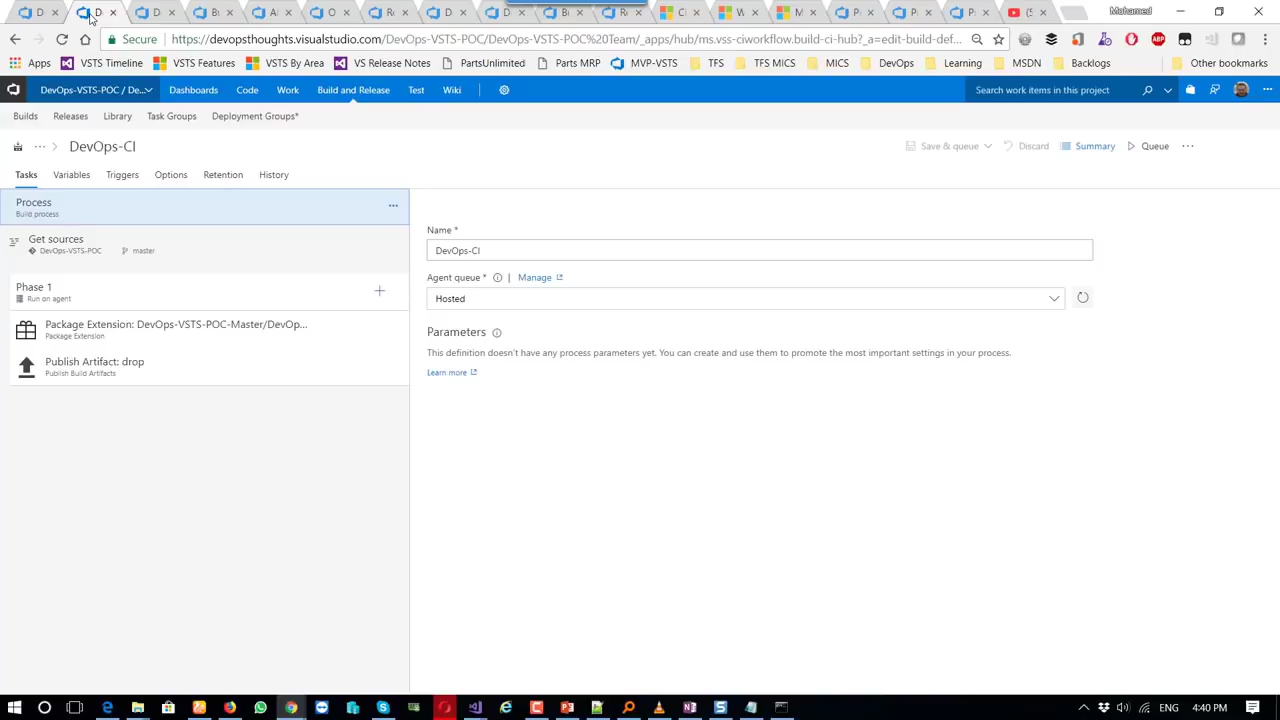 D × D × D × B × A × O × R × D × D × B × R × C × W × M × P × P × P × (5 × Mohamed
Secure https://devopsthoughts.visualstudio.com/DevOps-VSTS-POC/DevOps-VSTS-POC%20Team/_apps/hub/ms.vss-ciworkflow.build-ci-hub?_a=edit-build-def...
Apps VSTS Timeline VSTS Features VSTS By Area VS Release Notes PartsUnlimited Parts MRP MVP-VSTS TFS TFS MICS MICS DevOps Learning MSDN Backlogs Other bookmarks
DevOps-VSTS-POC / De... Dashboards Code Work Build and Release Test Wiki Search work items in this project
Builds Releases Library Task Groups Deployment Groups*
... > DevOps-CI Save & queue Discard Summary Queue ...
Tasks Variables Triggers Options Retention History
Process
Build process
Get sources
DevOps-VSTS-POC master
Phase 1
Run on agent
Package Extension: DevOps-VSTS-POC-Master/DevOp...
Package Extension
Publish Artifact: drop
Publish Build Artifacts
Name *
DevOps-CI
Agent queue * | Manage
Hosted
Parameters
This definition doesn't have any process parameters yet. You can create and use them to promote the most important settings in your process.
Learn more
ENG 4:40 PM